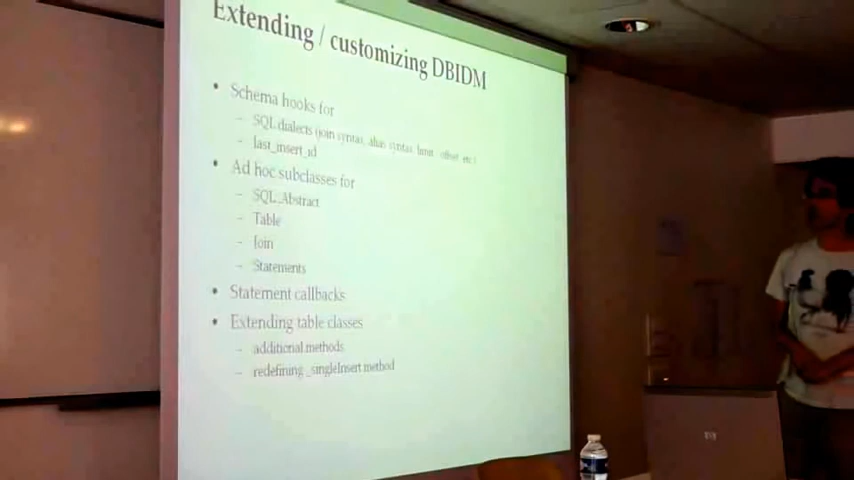 Extending / customizing DBIDM
• Schema hooks for
– SQL dialects (join syntax, alias syntax, limit / offset, etc.)
– last_insert_id
• Ad hoc subclasses for
– SQL::Abstract
– Table
– Join
– Statements
• Statement callbacks
• Extending table classes
– additional methods
– redefining _singleInsert method